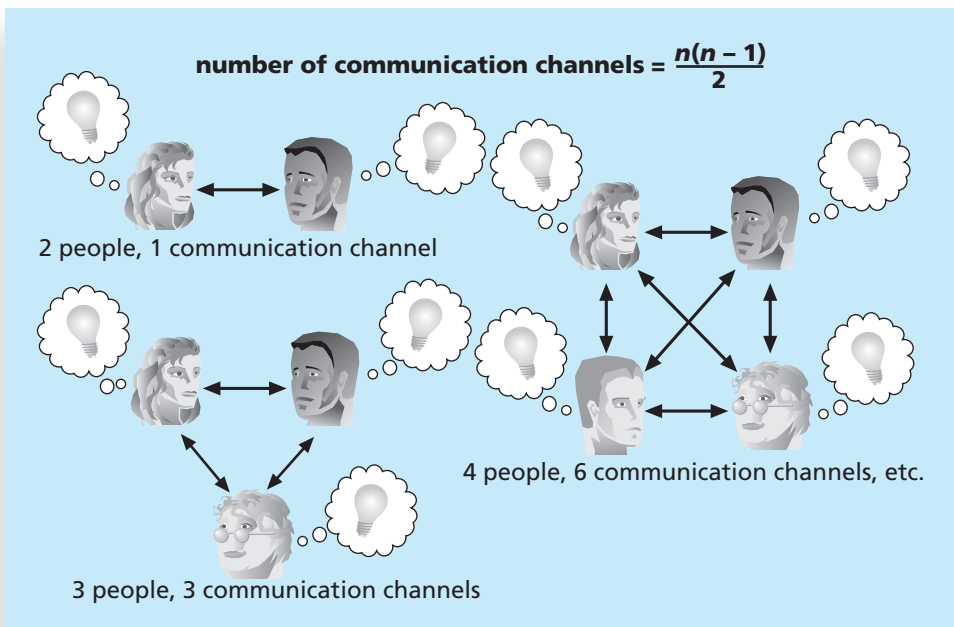 number of communication channels = n(n – 1)
2
2 people, 1 communication channel
3 people, 3 communication channels
4 people, 6 communication channels, etc.